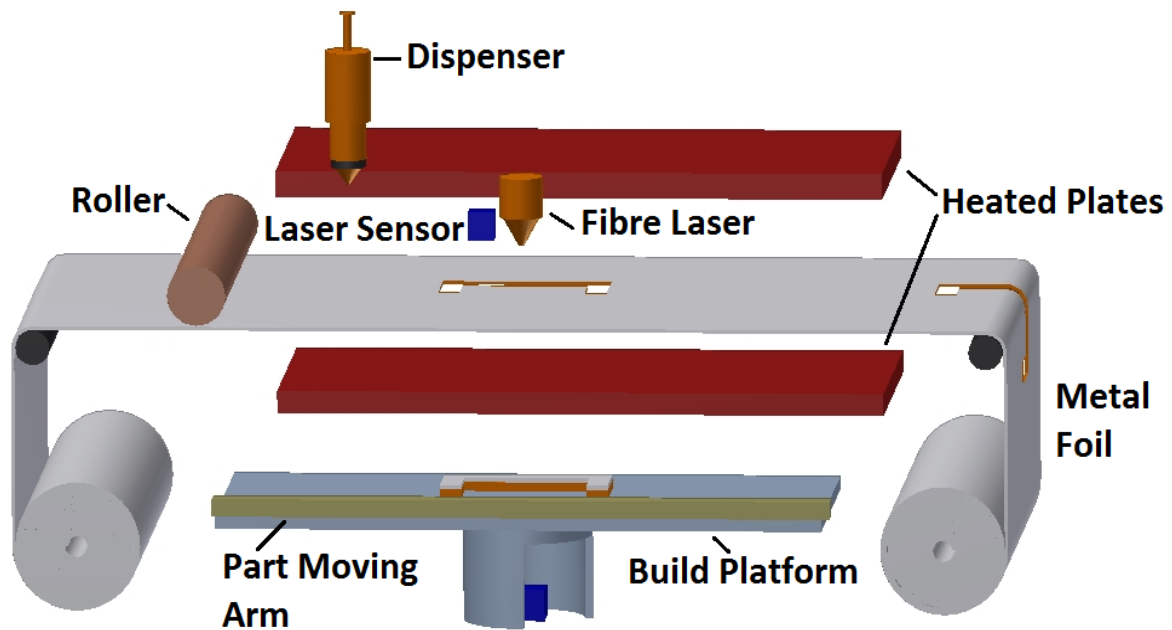 Dispenser
Roller
Laser Sensor
Fibre Laser
Heated Plates
Metal
Foil
Part Moving
Arm
Build Platform